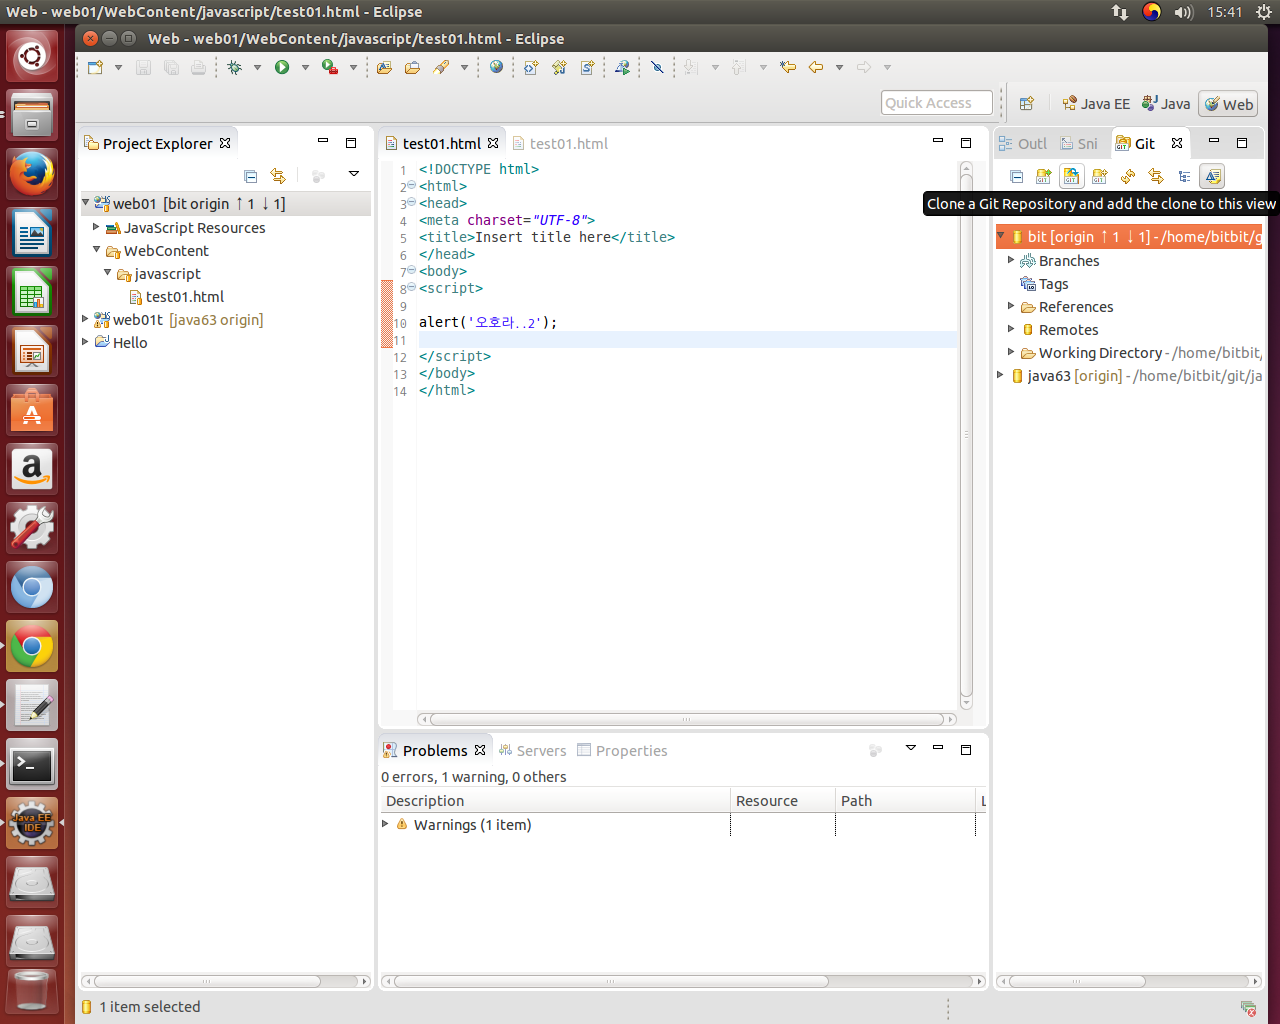 Web - web01/WebContent/javascript/test01.html - Eclipse
15:41
Web - web01/WebContent/javascript/test01.html - Eclipse
Quick Access
Java EE
Java
Web
Project Explorer
test01.html
test01.html
Outl
Sni
Git
Clone a Git Repository and add the clone to this view
web01 [bit origin ↑ 1 ↓ 1]
JavaScript Resources
WebContent
javascript
test01.html
web01t [java63 origin]
Hello
1 <!DOCTYPE html>
2 <html>
3 <head>
4 <meta charset="UTF-8">
5 <title>Insert title here</title>
6 </head>
7 <body>
8 <script>
9
10 alert('오호라..2');
11
12 </script>
13 </body>
14 </html>
bit [origin ↑ 1 ↓ 1] - /home/bitbit/g
Branches
Tags
References
Remotes
Working Directory - /home/bitbit,
java63 [origin] - /home/bitbit/git/ja
Problems
Servers
Properties
0 errors, 1 warning, 0 others
Description
Resource
Path
L
Warnings (1 item)
Java EE
IDE
1 item selected